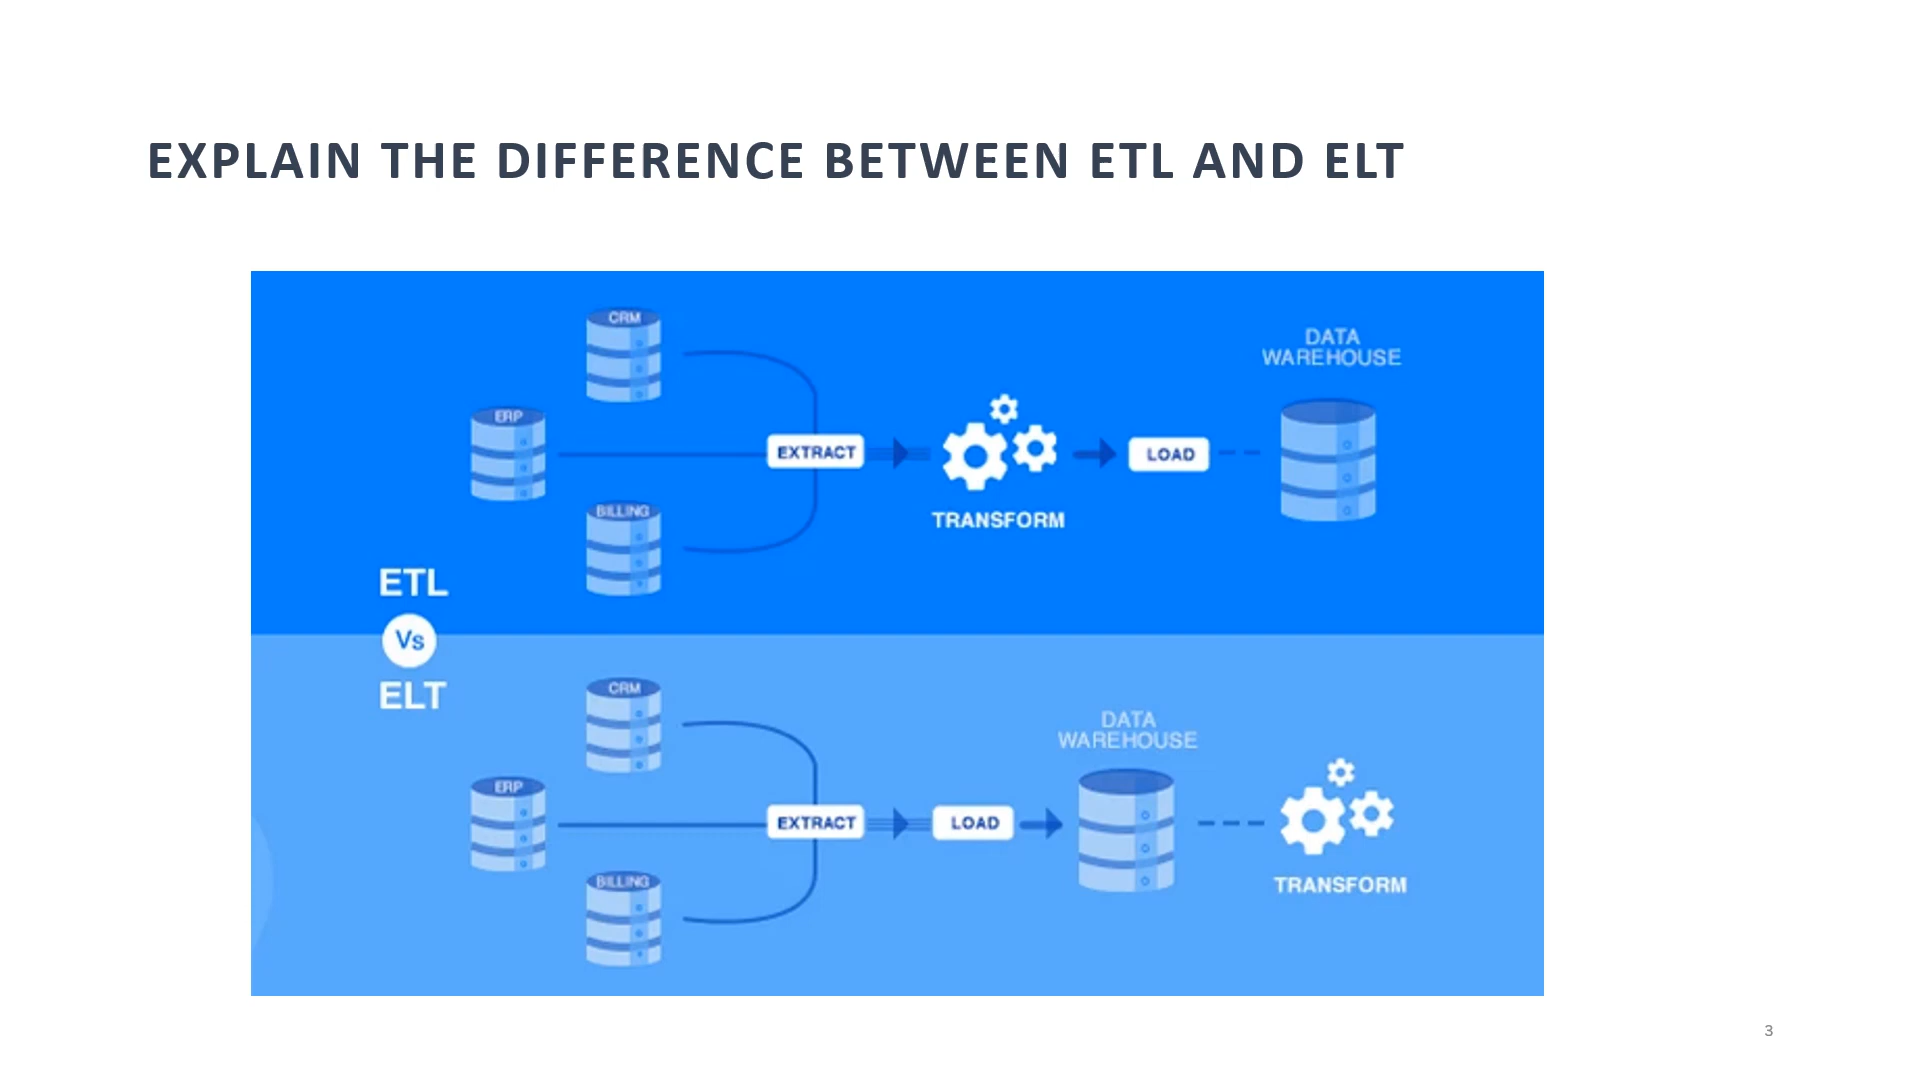 EXPLAIN THE DIFFERENCE BETWEEN ETL AND ELT
CRM
ERP
BILLING
EXTRACT
TRANSFORM
LOAD
DATA
WAREHOUSE
ETL
Vs
ELT
CRM
ERP
BILLING
EXTRACT
LOAD
DATA
WAREHOUSE
TRANSFORM
3